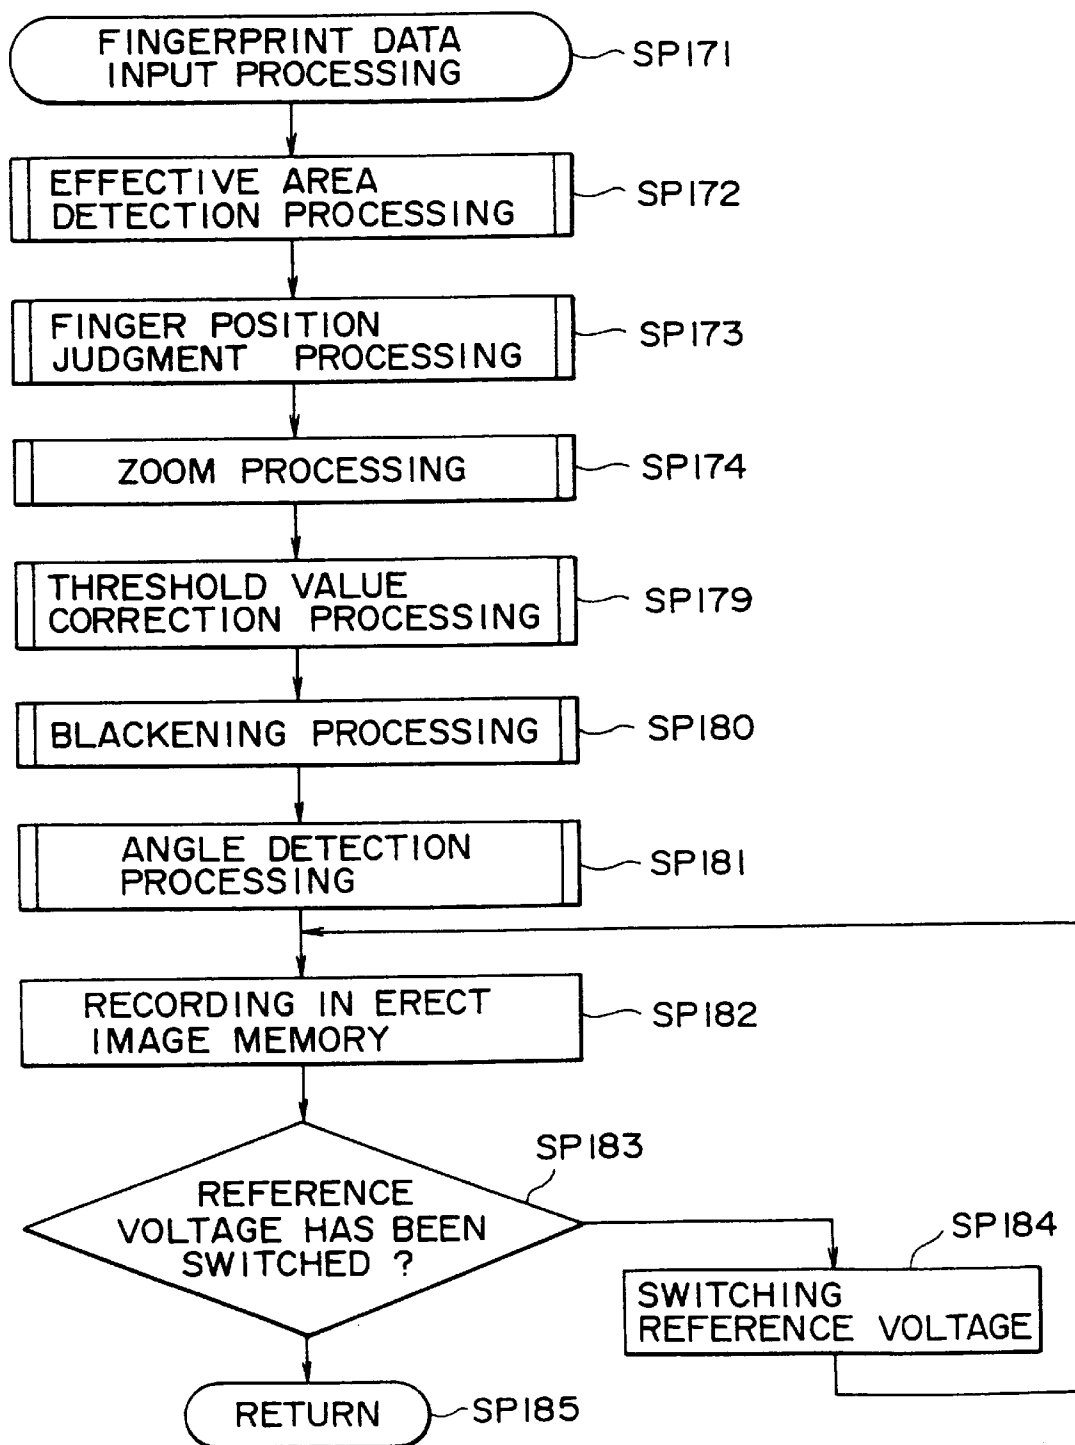 FINGERPRINT DATA
INPUT PROCESSING
SP171
EFFECTIVE AREA
DETECTION PROCESSING
SP172
FINGER POSITION
JUDGMENT PROCESSING
SP173
ZOOM PROCESSING
SP174
THRESHOLD VALUE
CORRECTION PROCESSING
SP179
BLACKENING PROCESSING
SP180
ANGLE DETECTION
PROCESSING
SP181
RECORDING IN ERECT
IMAGE MEMORY
SP182
SP183
REFERENCE
VOLTAGE HAS BEEN
SWITCHED ?
SP184
SWITCHING
REFERENCE VOLTAGE
RETURN
SP185